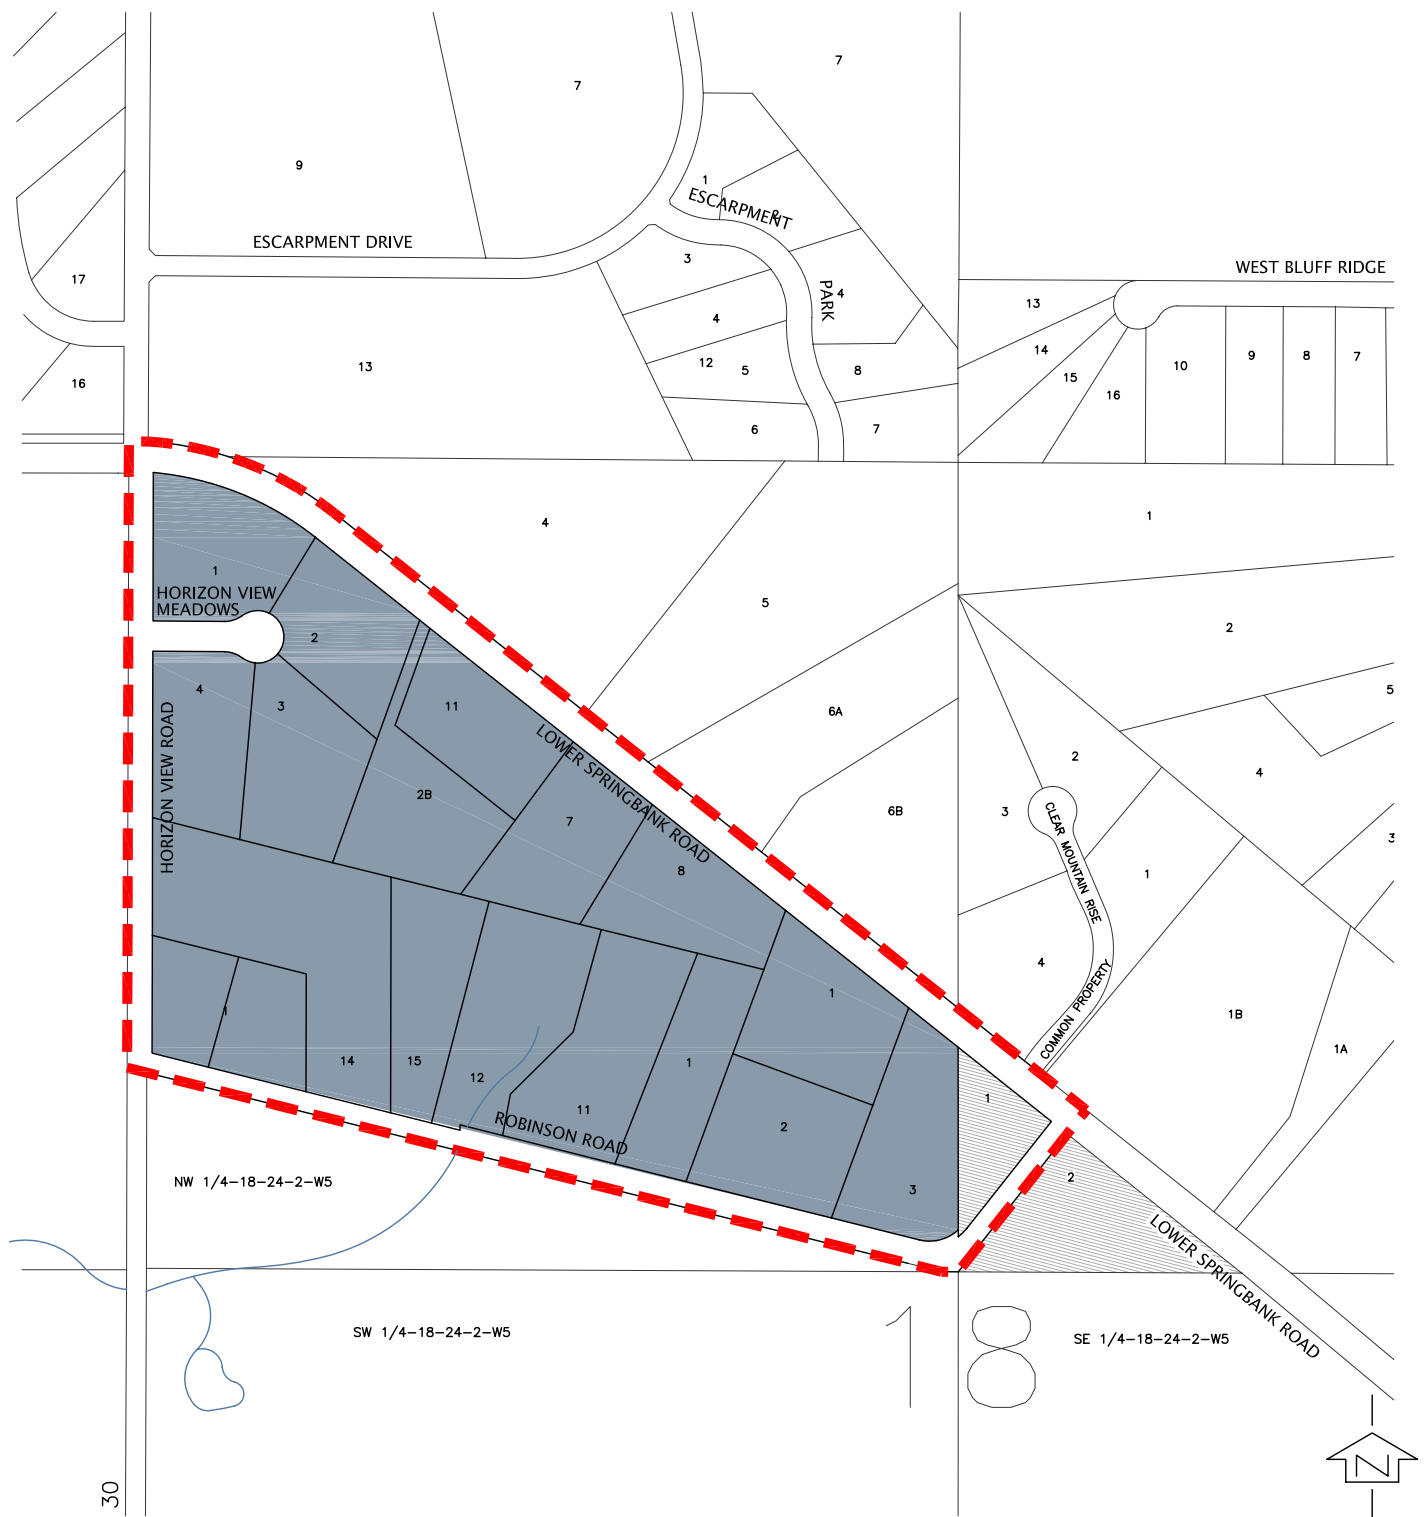 7
7
9
1
ESCARPMENT
2
ESCARPMENT DRIVE
3
WEST BLUFF RIDGE
17
PARK
4
13
4
14
12
5
8
10
9
8
7
13
15
16
16
6
7
4
1
1
HORIZON VIEW
MEADOWS
2
5
2
4
3
11
5
6A
HORIZON VIEW ROAD
LOWER SPRINGBANK ROAD
2
4
2B
7
6B
3
CLEAR MOUNTAIN RISE
3
8
1
4
1
COMMON PROPERTY
1
1B
14
15
12
1
1A
11
ROBINSON ROAD
2
1
NW 1/4-18-24-2-W5
3
2
LOWER SPRINGBANK ROAD
SW 1/4-18-24-2-W5
18
SE 1/4-18-24-2-W5
30
N